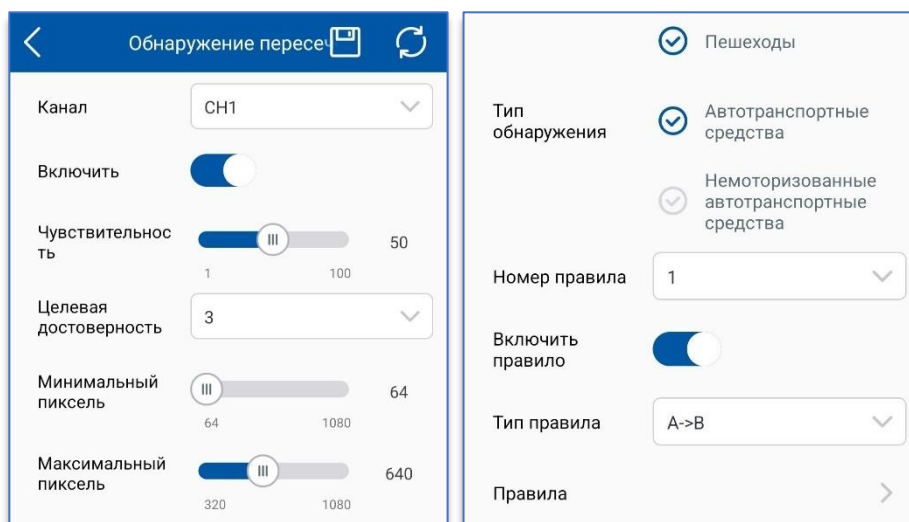 Обнаружение пересеч
Канал
CH1
Включить
Чувствительнос
ть
50
1
100
Целевая
достоверность
3
Минимальный
пиксель
64
64
1080
Максимальный
пиксель
640
320
1080
Пешеходы
Тип
обнаружения
Автотранспортные
средства
Немоторизованные
автотранспортные
средства
Номер правила
1
Включить
правило
Тип правила
A->B
Правила